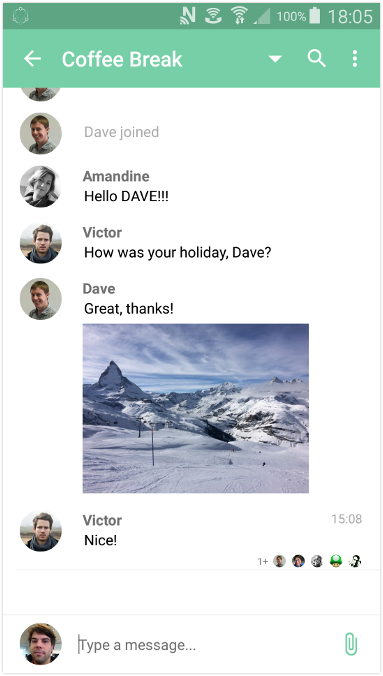 100% 18:05
Coffee Break
Dave joined
Amandine
Hello DAVE!!!
Victor
How was your holiday, Dave?
Dave
Great, thanks!
Victor 15:08
Nice!
1+
Type a message...